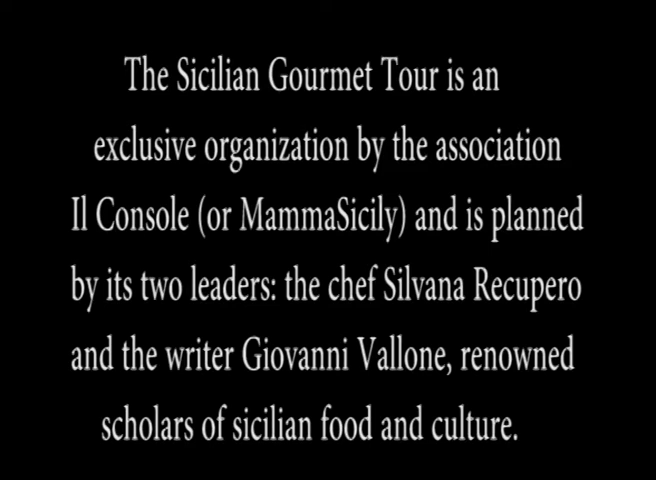 The Sicilian Gourmet Tour is an
exclusive organization by the association
Il Console (or MammaSicily) and is planned
by its two leaders: the chef Silvana Recupero
and the writer Giovanni Vallone, renowned
scholars of sicilian food and culture.